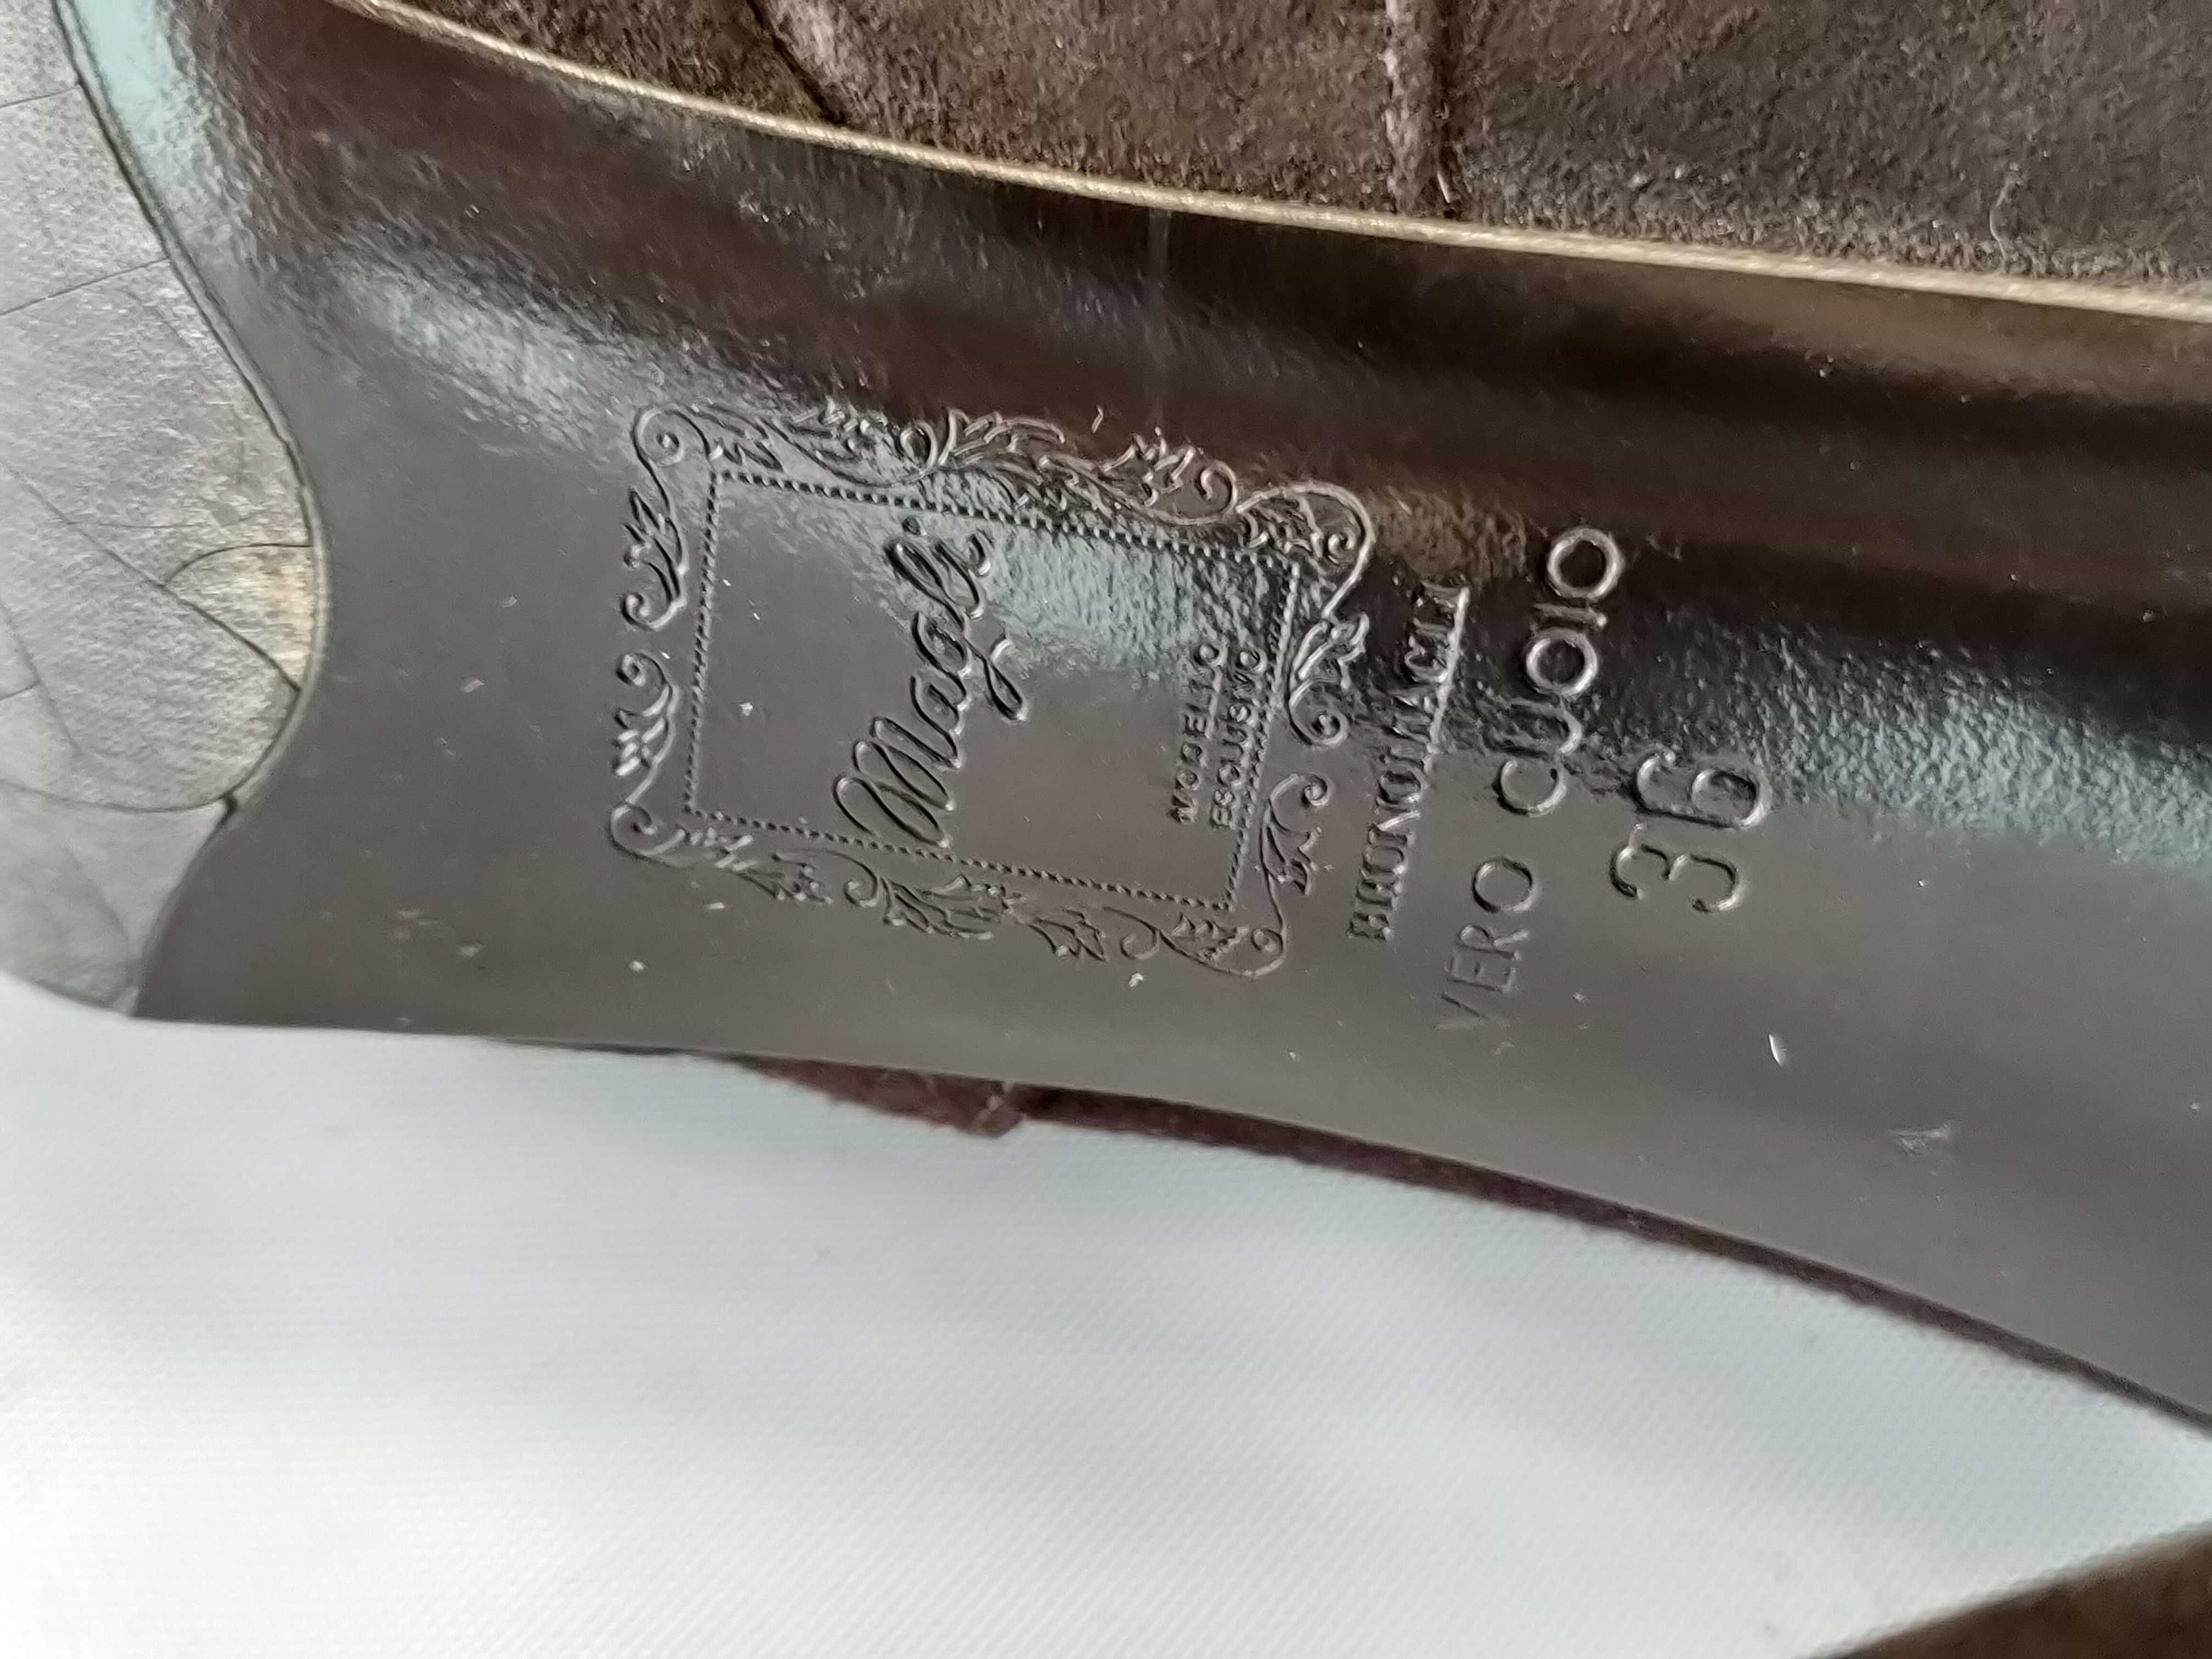 Magli
MODELLO
ESCLUSIVO
BRUNOMAGLI
VERO CUOIO
36